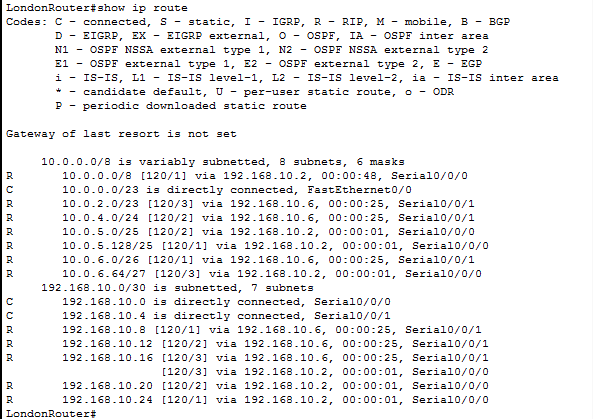 LondonRouter#show ip route
Codes: C - connected, S - static, I - IGRP, R - RIP, M - mobile, B - BGP
       D - EIGRP, EX - EIGRP external, O - OSPF, IA - OSPF inter area
       N1 - OSPF NSSA external type 1, N2 - OSPF NSSA external type 2
       E1 - OSPF external type 1, E2 - OSPF external type 2, E - EGP
       i - IS-IS, L1 - IS-IS level-1, L2 - IS-IS level-2, ia - IS-IS inter area
       * - candidate default, U - per-user static route, o - ODR
       P - periodic downloaded static route

Gateway of last resort is not set

     10.0.0.0/8 is variably subnetted, 8 subnets, 6 masks
R       10.0.0.0/8 [120/1] via 192.168.10.2, 00:00:48, Serial0/0/0
C       10.0.0.0/23 is directly connected, FastEthernet0/0
R       10.0.2.0/23 [120/3] via 192.168.10.6, 00:00:25, Serial0/0/1
R       10.0.4.0/24 [120/2] via 192.168.10.6, 00:00:25, Serial0/0/1
R       10.0.5.0/25 [120/2] via 192.168.10.2, 00:00:01, Serial0/0/0
R       10.0.5.128/25 [120/1] via 192.168.10.2, 00:00:01, Serial0/0/0
R       10.0.6.0/26 [120/1] via 192.168.10.6, 00:00:25, Serial0/0/1
R       10.0.6.64/27 [120/3] via 192.168.10.2, 00:00:01, Serial0/0/0
     192.168.10.0/30 is subnetted, 7 subnets
C       192.168.10.0 is directly connected, Serial0/0/0
C       192.168.10.4 is directly connected, Serial0/0/1
R       192.168.10.8 [120/1] via 192.168.10.6, 00:00:25, Serial0/0/1
R       192.168.10.12 [120/2] via 192.168.10.6, 00:00:25, Serial0/0/1
R       192.168.10.16 [120/3] via 192.168.10.6, 00:00:25, Serial0/0/1
                      [120/3] via 192.168.10.2, 00:00:01, Serial0/0/0
R       192.168.10.20 [120/2] via 192.168.10.2, 00:00:01, Serial0/0/0
R       192.168.10.24 [120/1] via 192.168.10.2, 00:00:01, Serial0/0/0
LondonRouter#